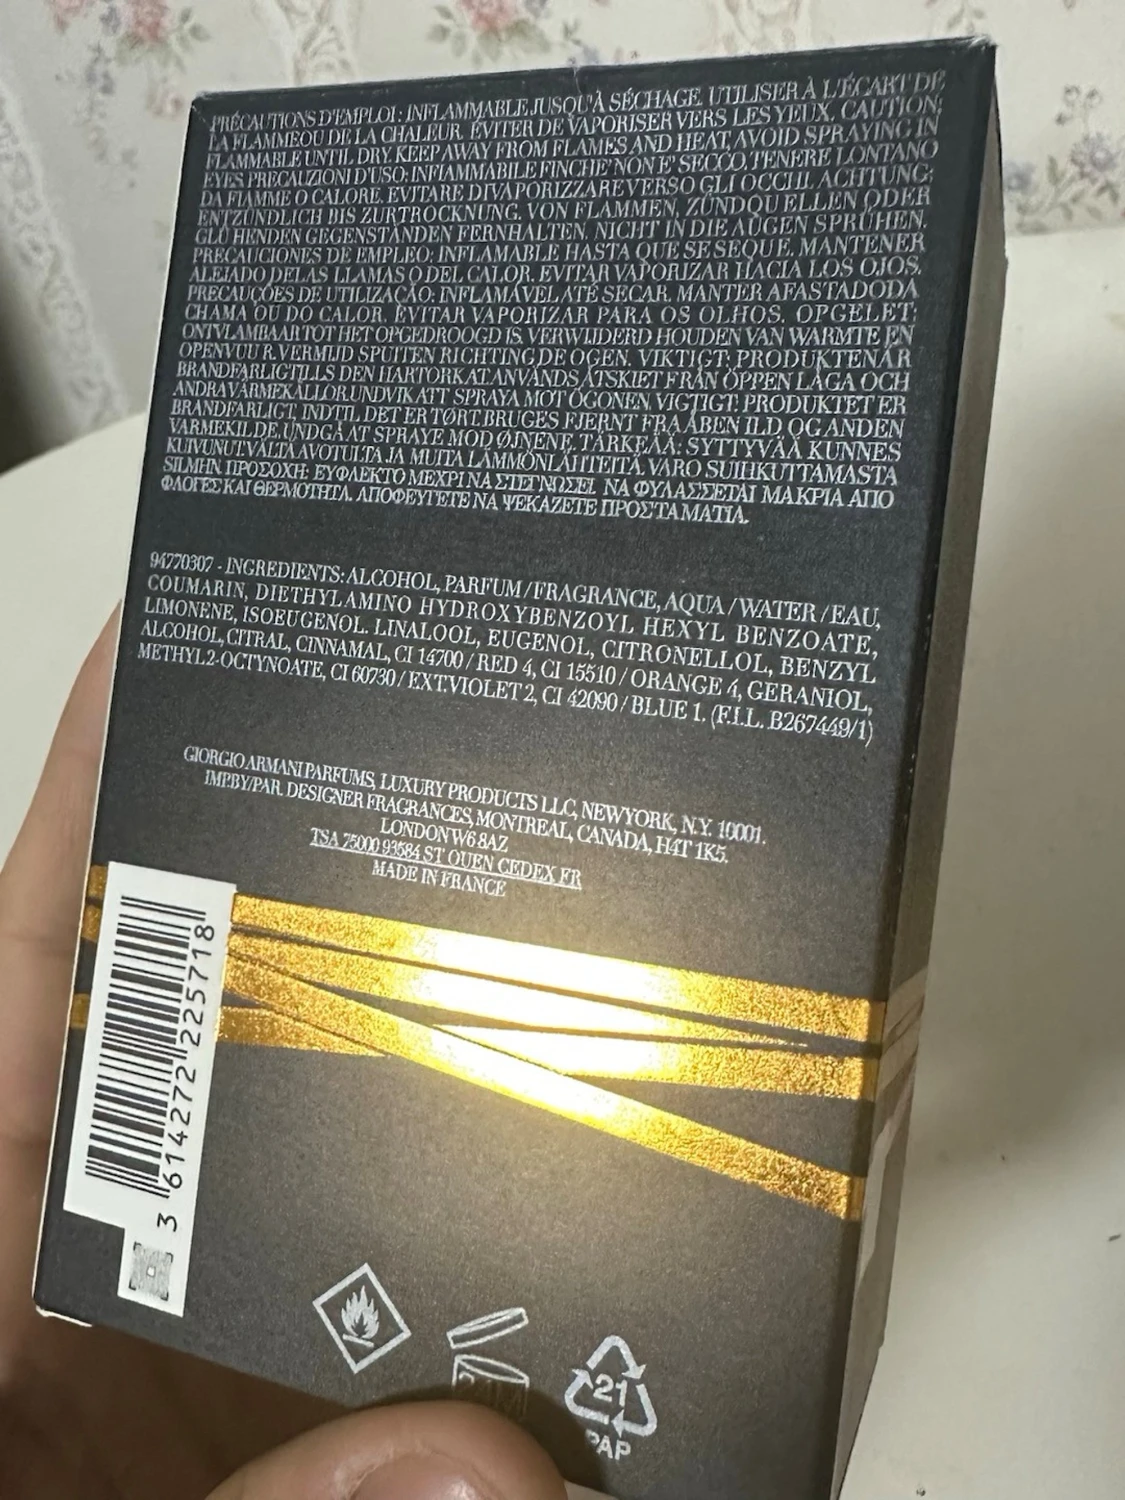 PRÉCAUTIONS D'EMPLOI : INFLAMMABLE JUSQU'À SÉCHAGE. UTILISER À L'ÉCART DE
LA FLAMMEOU DE LA CHALEUR. ÉVITER DE VAPORISER VERS LES YEUX. CAUTION:
FLAMMABLE UNTIL DRY. KEEP AWAY FROM FLAMES AND HEAT, AVOID SPRAYING IN
EYES. PRECAUZIONI D'USO: INFIAMMABILE FINCHE' NON E' SECCO, TENERE LONTANO
DA FIAMME O CALORE. EVITARE DI VAPORIZZARE VERSO GLI OCCHI. ACHTUNG:
ENTZÜNDLICH BIS ZURTROCKNUNG. VON FLAMMEN, ZÜNDQUELLEN ODER
GLÜHENDEN GEGENSTÄNDEN FERNHALTEN. NICHT IN DIE AUGEN SPRÜHEN.
PRECAUCIONES DE EMPLEO: INFLAMABLE HASTA QUE SE SEQUE. MANTENER
ALEJADO DE LAS LLAMAS O DEL CALOR. EVITAR VAPORIZAR HACIA LOS OJOS.
PRECAUÇÕES DE UTILIZAÇÃO: INFLAMÁVEL ATÉ SECAR. MANTER AFASTADO DA
CHAMA OU DO CALOR. EVITAR VAPORIZAR PARA OS OLHOS. OPGELET:
ONTVLAMBAAR TOT HET OPGEDROOGD IS. VERWIJDERD HOUDEN VAN WARMTE EN
OPENVUUR. VERMIJD SPUITEN RICHTING DE OGEN. VIKTIGT: PRODUKTEN ÄR
BRANDFARLIGT TILLS DEN HAR TORKAT. ANVÄNDS ÅTSKIET FRÅN ÖPPEN LÅGA OCH
ANDRA VÄRMEKÄLLOR. UNDVIK ATT SPRAYA MOT ÖGONEN. VIGTIGT: PRODUKTET ER
BRANDFARLIGT, INDTIL DET ER TØRT. BRUGES FJERNT FRA ÅBEN ILD OG ANDEN
VARMEKILDE. UNDGÅ AT SPRAYE MOD ØJNENE. TÄRKEÄÄ: SYTTYVÄÄ KUNNES
KUIVUNUT. VÄLTÄ AVOTULTA JA MUITA LÄMMÖNLÄHTEITÄ. VARO SUIHKUTTAMASTA
SILMIIN. ΠΡΟΣΟΧΗ: ΕΥΦΛΕΚΤΟ ΜΕΧΡΙ ΝΑ ΣΤΕΓΝΩΣΕΙ. ΝΑ ΦΥΛΑΣΣΕΤΑΙ ΜΑΚΡΙΑ ΑΠΟ
ΦΛΟΓΕΣ ΚΑΙ ΘΕΡΜΟΤΗΤΑ. ΑΠΟΦΕΥΓΕΤΕ ΝΑ ΨΕΚΑΖΕΤΕ ΠΡΟΣ ΤΑ ΜΑΤΙΑ.
94770307 - INGREDIENTS: ALCOHOL, PARFUM / FRAGRANCE, AQUA / WATER / EAU,
COUMARIN, DIETHYLAMINO HYDROXYBENZOYL HEXYL BENZOATE,
LIMONENE, ISOEUGENOL. LINALOOL, EUGENOL, CITRONELLOL, BENZYL
ALCOHOL, CITRAL, CINNAMAL, CI 14700 / RED 4, CI 15510 / ORANGE 4, GERANIOL,
METHYL 2-OCTYNOATE, CI 60730 / EXT.VIOLET 2, CI 42090 / BLUE 1. (F.I.L. B267449/1)
GIORGIO ARMANI PARFUMS, LUXURY PRODUCTS LLC, NEWYORK, N.Y. 10001.
IMP.BY/PAR. DESIGNER FRAGRANCES, MONTREAL, CANADA, H4T 1K5.
LONDON W6 8AZ
TSA 75000 93584 ST OUEN CEDEX FR
MADE IN FRANCE
3 614272 225718
21
PAP